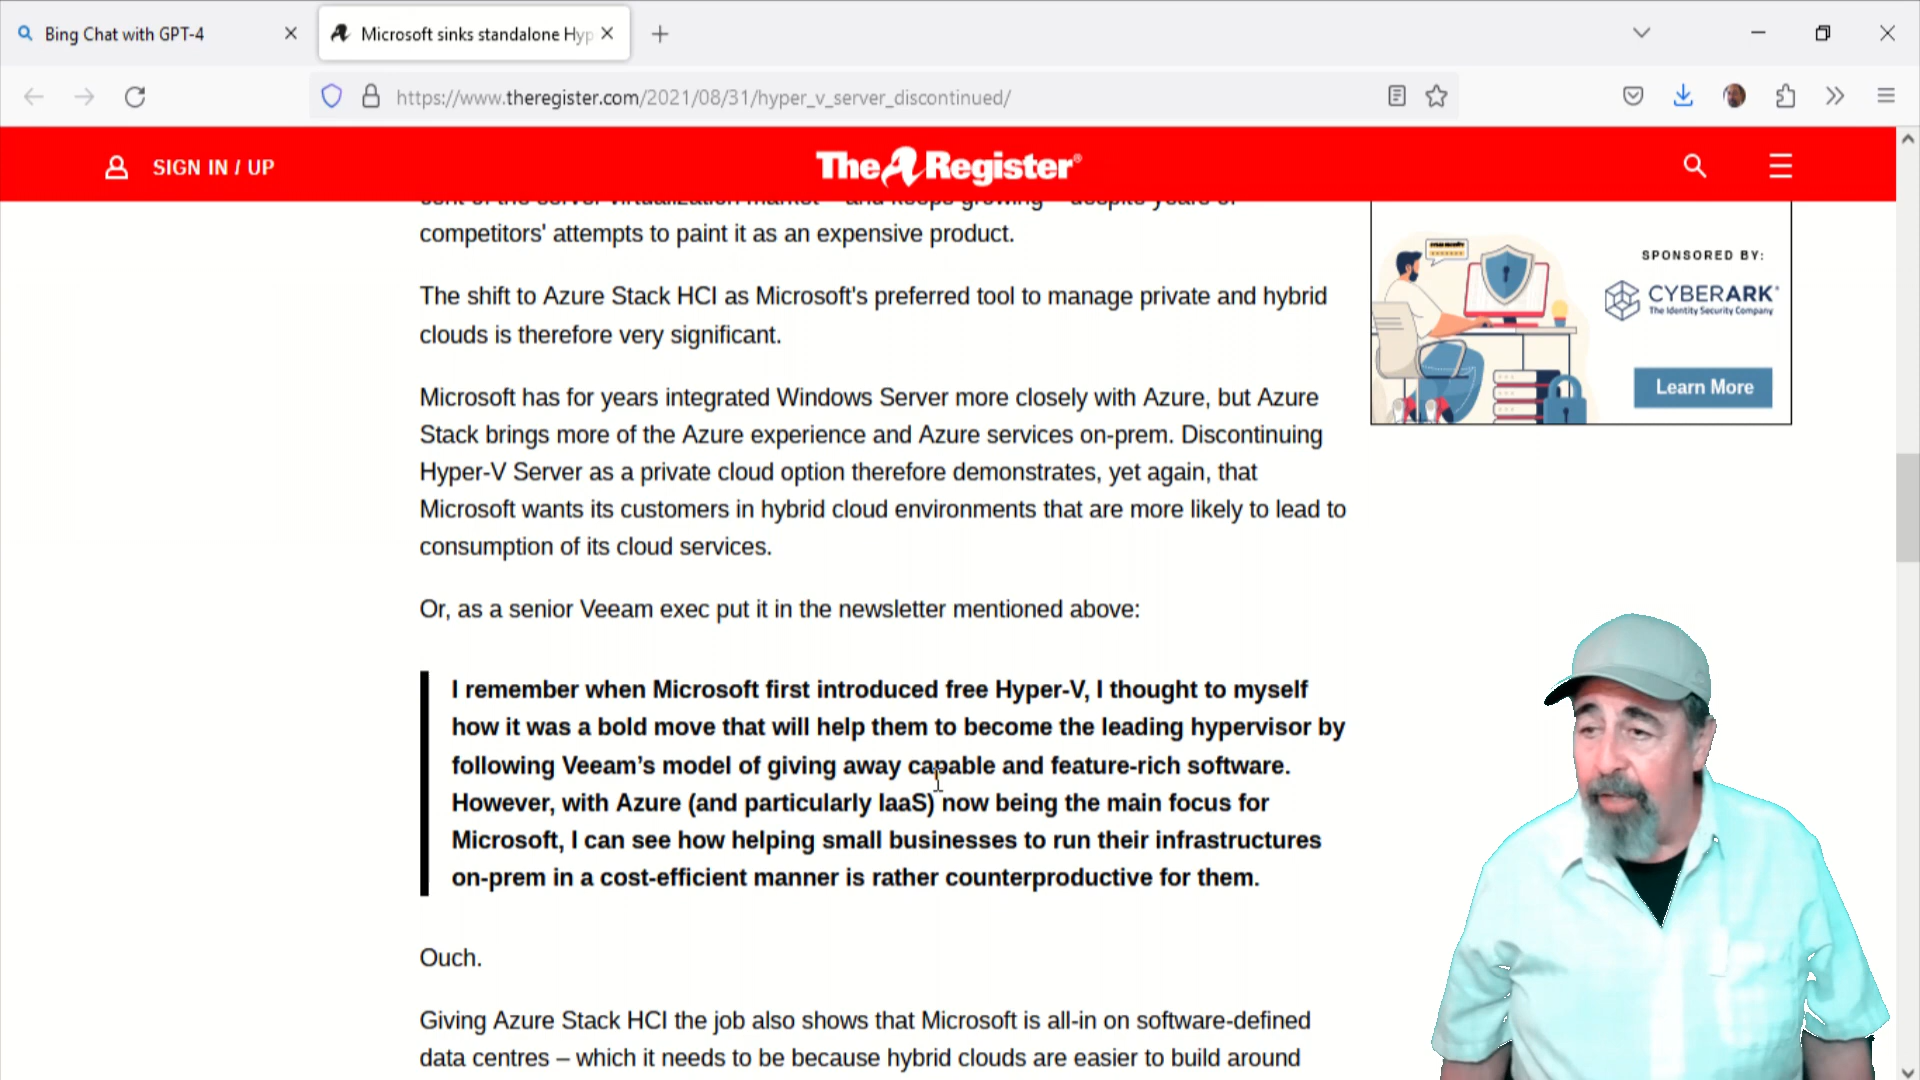 Bing Chat with GPT-4
Microsoft sinks standalone Hyp
https://www.theregister.com/2021/08/31/hyper_v_server_discontinued/
SIGN IN / UP
The Register®
cent of the server virtualization market – and keeps growing – despite years of
competitors' attempts to paint it as an expensive product.
The shift to Azure Stack HCI as Microsoft's preferred tool to manage private and hybrid
clouds is therefore very significant.
Microsoft has for years integrated Windows Server more closely with Azure, but Azure
Stack brings more of the Azure experience and Azure services on-prem. Discontinuing
Hyper-V Server as a private cloud option therefore demonstrates, yet again, that
Microsoft wants its customers in hybrid cloud environments that are more likely to lead to
consumption of its cloud services.
Or, as a senior Veeam exec put it in the newsletter mentioned above:
I remember when Microsoft first introduced free Hyper-V, I thought to myself
how it was a bold move that will help them to become the leading hypervisor by
following Veeam's model of giving away capable and feature-rich software.
However, with Azure (and particularly IaaS) now being the main focus for
Microsoft, I can see how helping small businesses to run their infrastructures
on-prem in a cost-efficient manner is rather counterproductive for them.
Ouch.
Giving Azure Stack HCI the job also shows that Microsoft is all-in on software-defined
data centres – which it needs to be because hybrid clouds are easier to build around
SPONSORED BY:
CYBERARK®
The Identity Security Company
Learn More